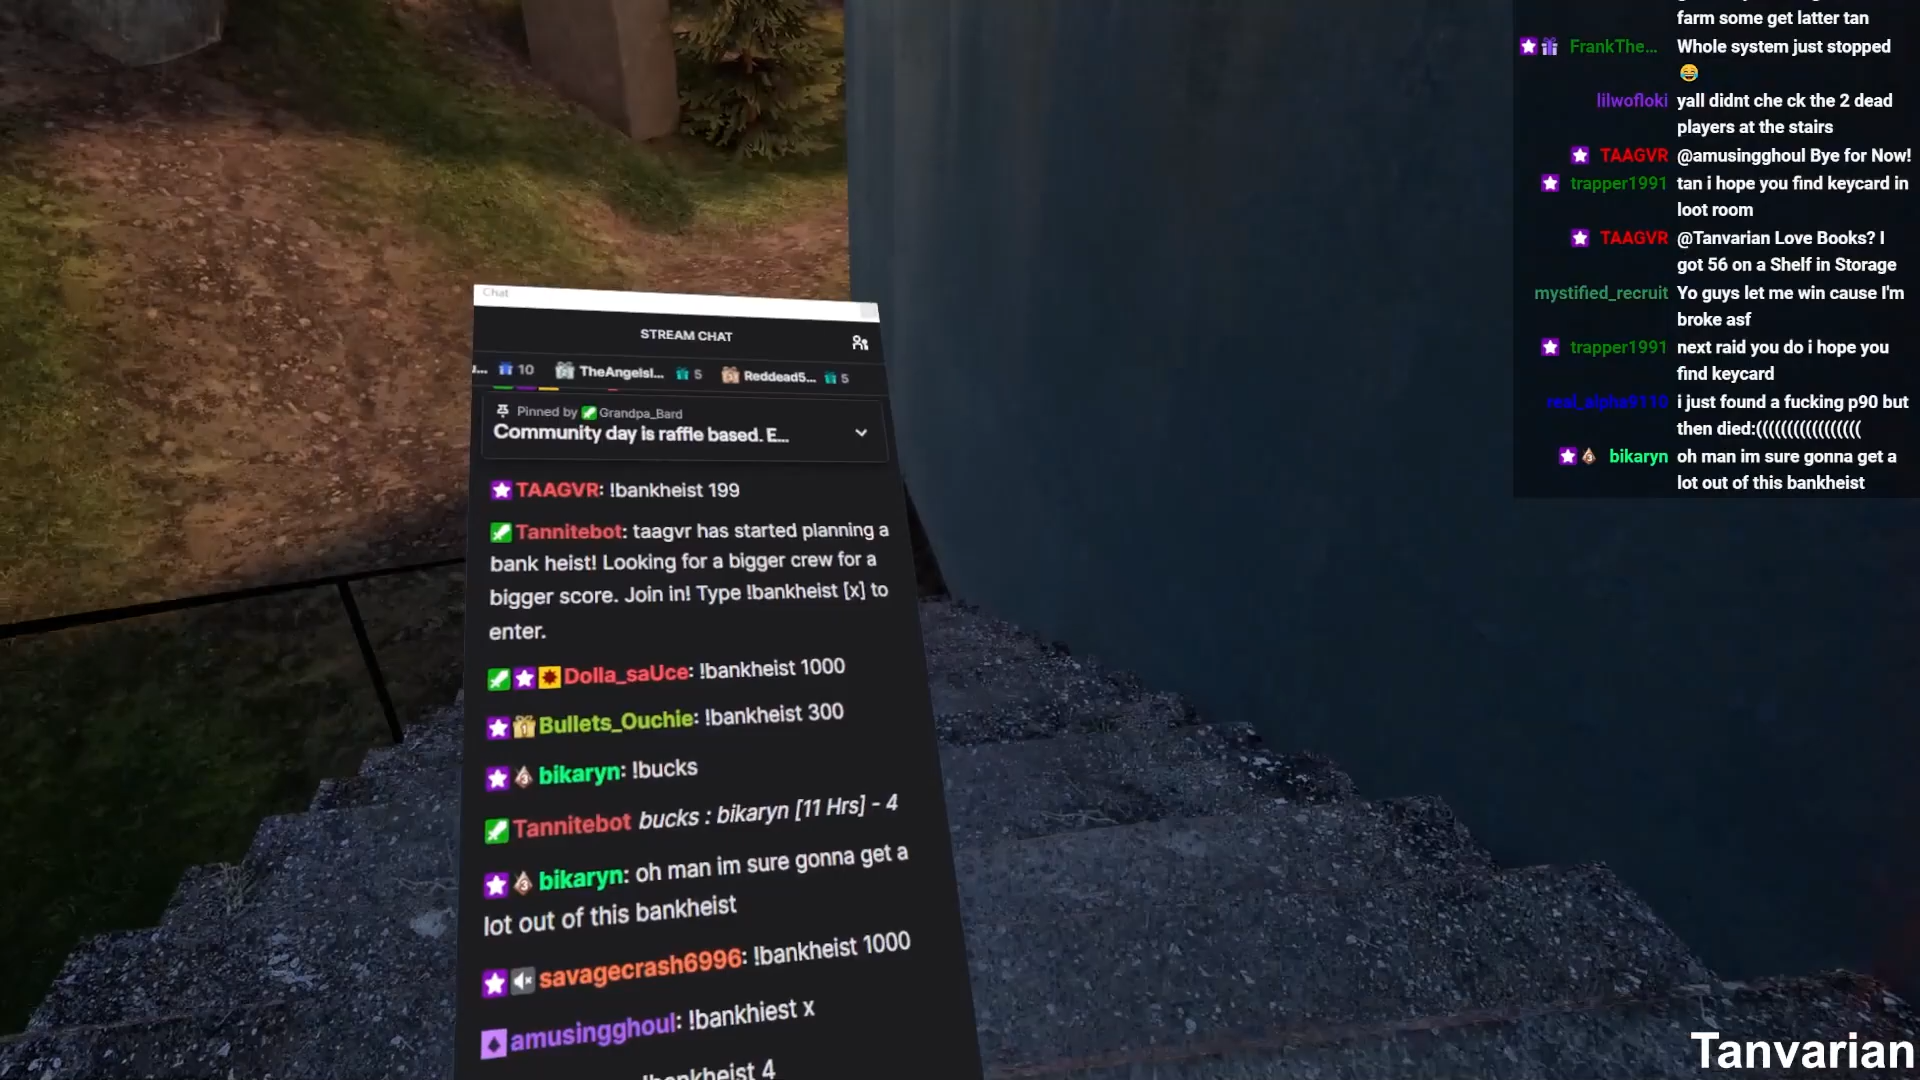 Chat
STREAM CHAT
10 TheAngelsI... 5 Reddead5... 5
Pinned by Grandpa_Bard
Community day is raffle based. E...
TAAGVR: !bankheist 199
Tannitebot: taagvr has started planning a
bank heist! Looking for a bigger crew for a
bigger score. Join in! Type !bankheist [x] to
enter.
Dolla_saUce: !bankheist 1000
Bullets_Ouchie: !bankheist 300
bikaryn: !bucks
Tannitebot bucks : bikaryn [11 Hrs] - 4
bikaryn: oh man im sure gonna get a
lot out of this bankheist
savagecrash6996: !bankheist 1000
amusingghoul: !bankhiest x
!bankheist 4
farm some get latter tan
FrankThe... Whole system just stopped
😂
lilwofloki yall didnt che ck the 2 dead
players at the stairs
TAAGVR @amusingghoul Bye for Now!
trapper1991 tan i hope you find keycard in
loot room
TAAGVR @Tanvarian Love Books? I
got 56 on a Shelf in Storage
mystified_recruit Yo guys let me win cause I'm
broke asf
trapper1991 next raid you do i hope you
find keycard
real_alpha9110 i just found a fucking p90 but
then died:(((((((((((((((((
bikaryn oh man im sure gonna get a
lot out of this bankheist
Tanvarian